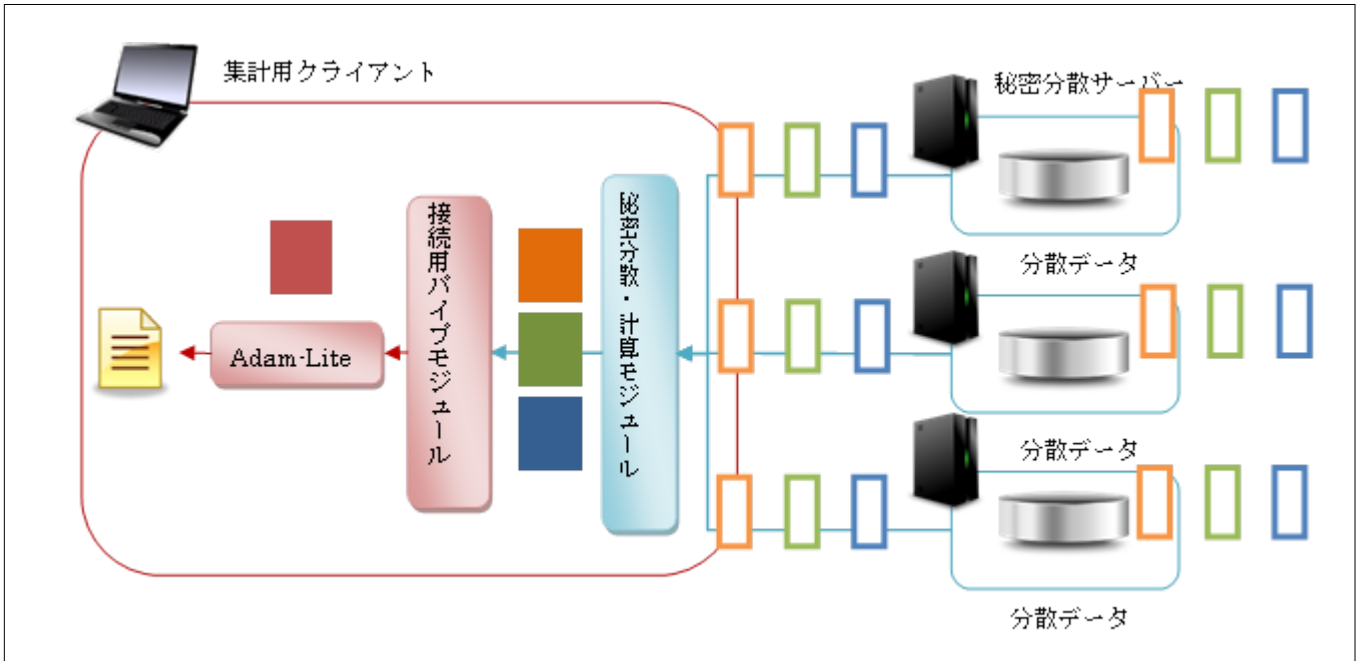 集計用クライアント
秘密分散サーバー
接続用パイプモジュール
秘密分散・計算モジュール
分散データ
Adam-Lite
分散データ
分散データ